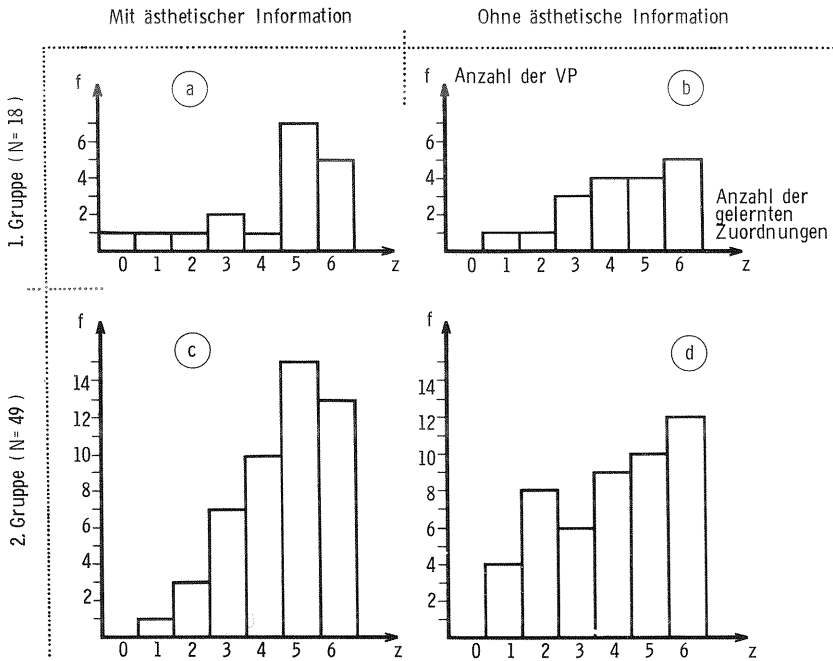 Mit ästhetischer Information
Ohne ästhetische Information
1. Gruppe ( N= 18 )
f
a
6
4
2
0 1 2 3 4 5 6 z
f Anzahl der VP
b
6
4
2
Anzahl der
gelernten
Zuordnungen
0 1 2 3 4 5 6 z
2. Gruppe ( N= 49 )
f
c
14
12
10
8
6
4
2
0 1 2 3 4 5 6 z
f
d
14
12
10
8
6
4
2
0 1 2 3 4 5 6 z